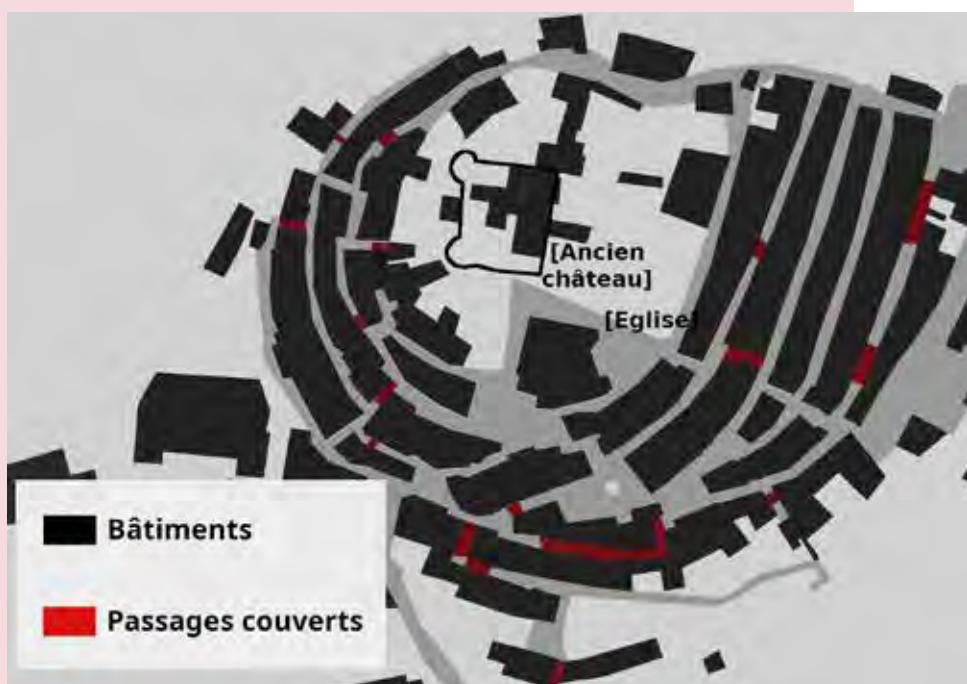 [Ancien
château]
[Eglise]
Bâtiments
Passages couverts